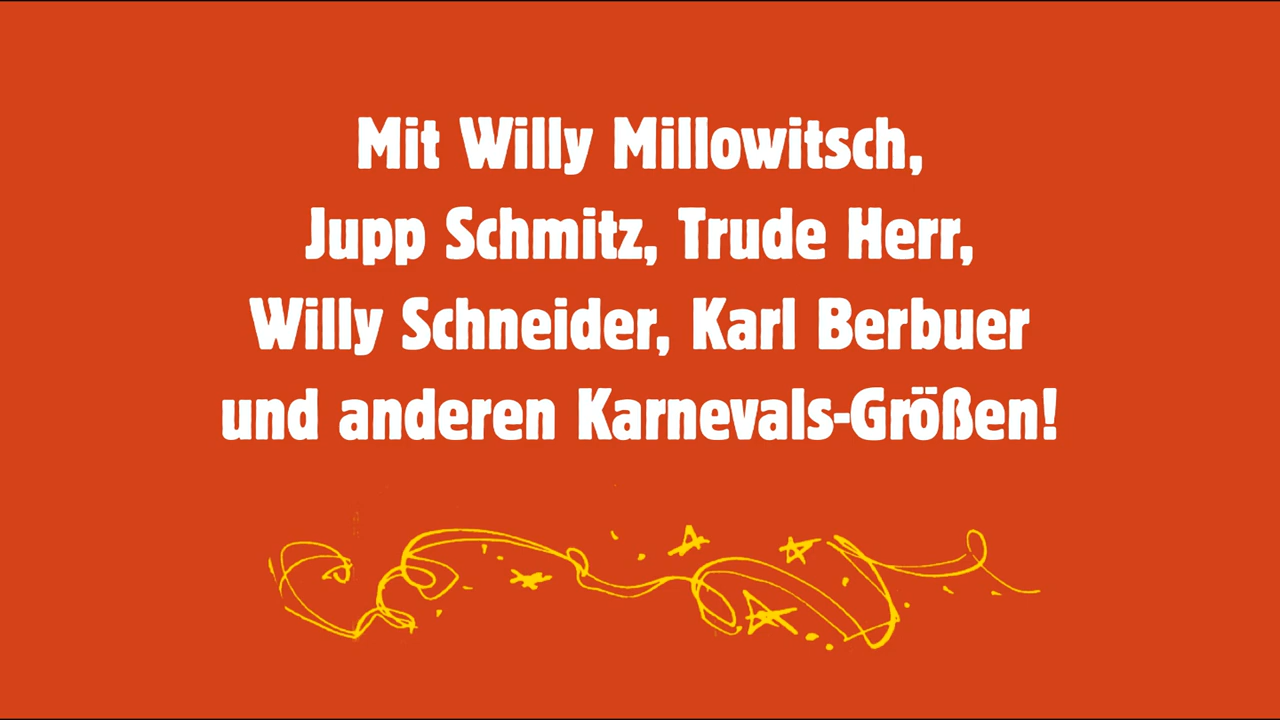 Mit Willy Millowitsch,
Jupp Schmitz, Trude Herr,
Willy Schneider, Karl Berbuer
und anderen Karnevals-Größen!